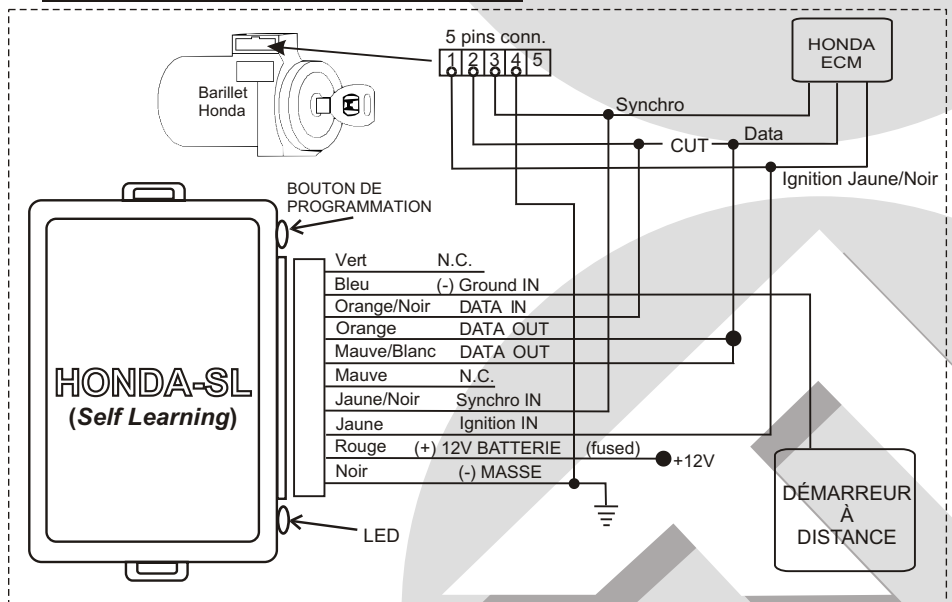 5 pins conn.
1 2 3 4 5
HONDA
ECM
Barillet
Honda
Synchro
CUT
Data
Ignition Jaune/Noir
BOUTON DE
PROGRAMMATION
Vert N.C.
Bleu (-) Ground IN
Orange/Noir DATA IN
Orange DATA OUT
Mauve/Blanc DATA OUT
Mauve N.C.
Jaune/Noir Synchro IN
Jaune Ignition IN
Rouge (+) 12V BATTERIE (fused) +12V
Noir (-) MASSE
HONDA-SL
(Self Learning)
LED
DÉMARREUR
À
DISTANCE